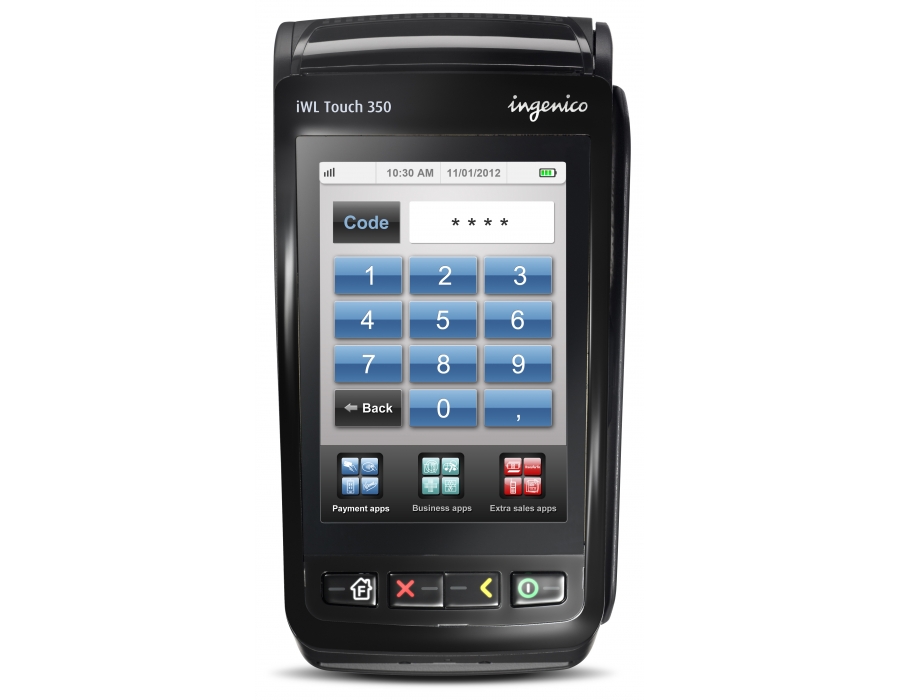 iWL Touch 350 ingenico
10:30 AM 11/01/2012
Code * * * *
1 2 3
4 5 6
7 8 9
Back 0 ,
Payment apps Business apps Extra sales apps
F